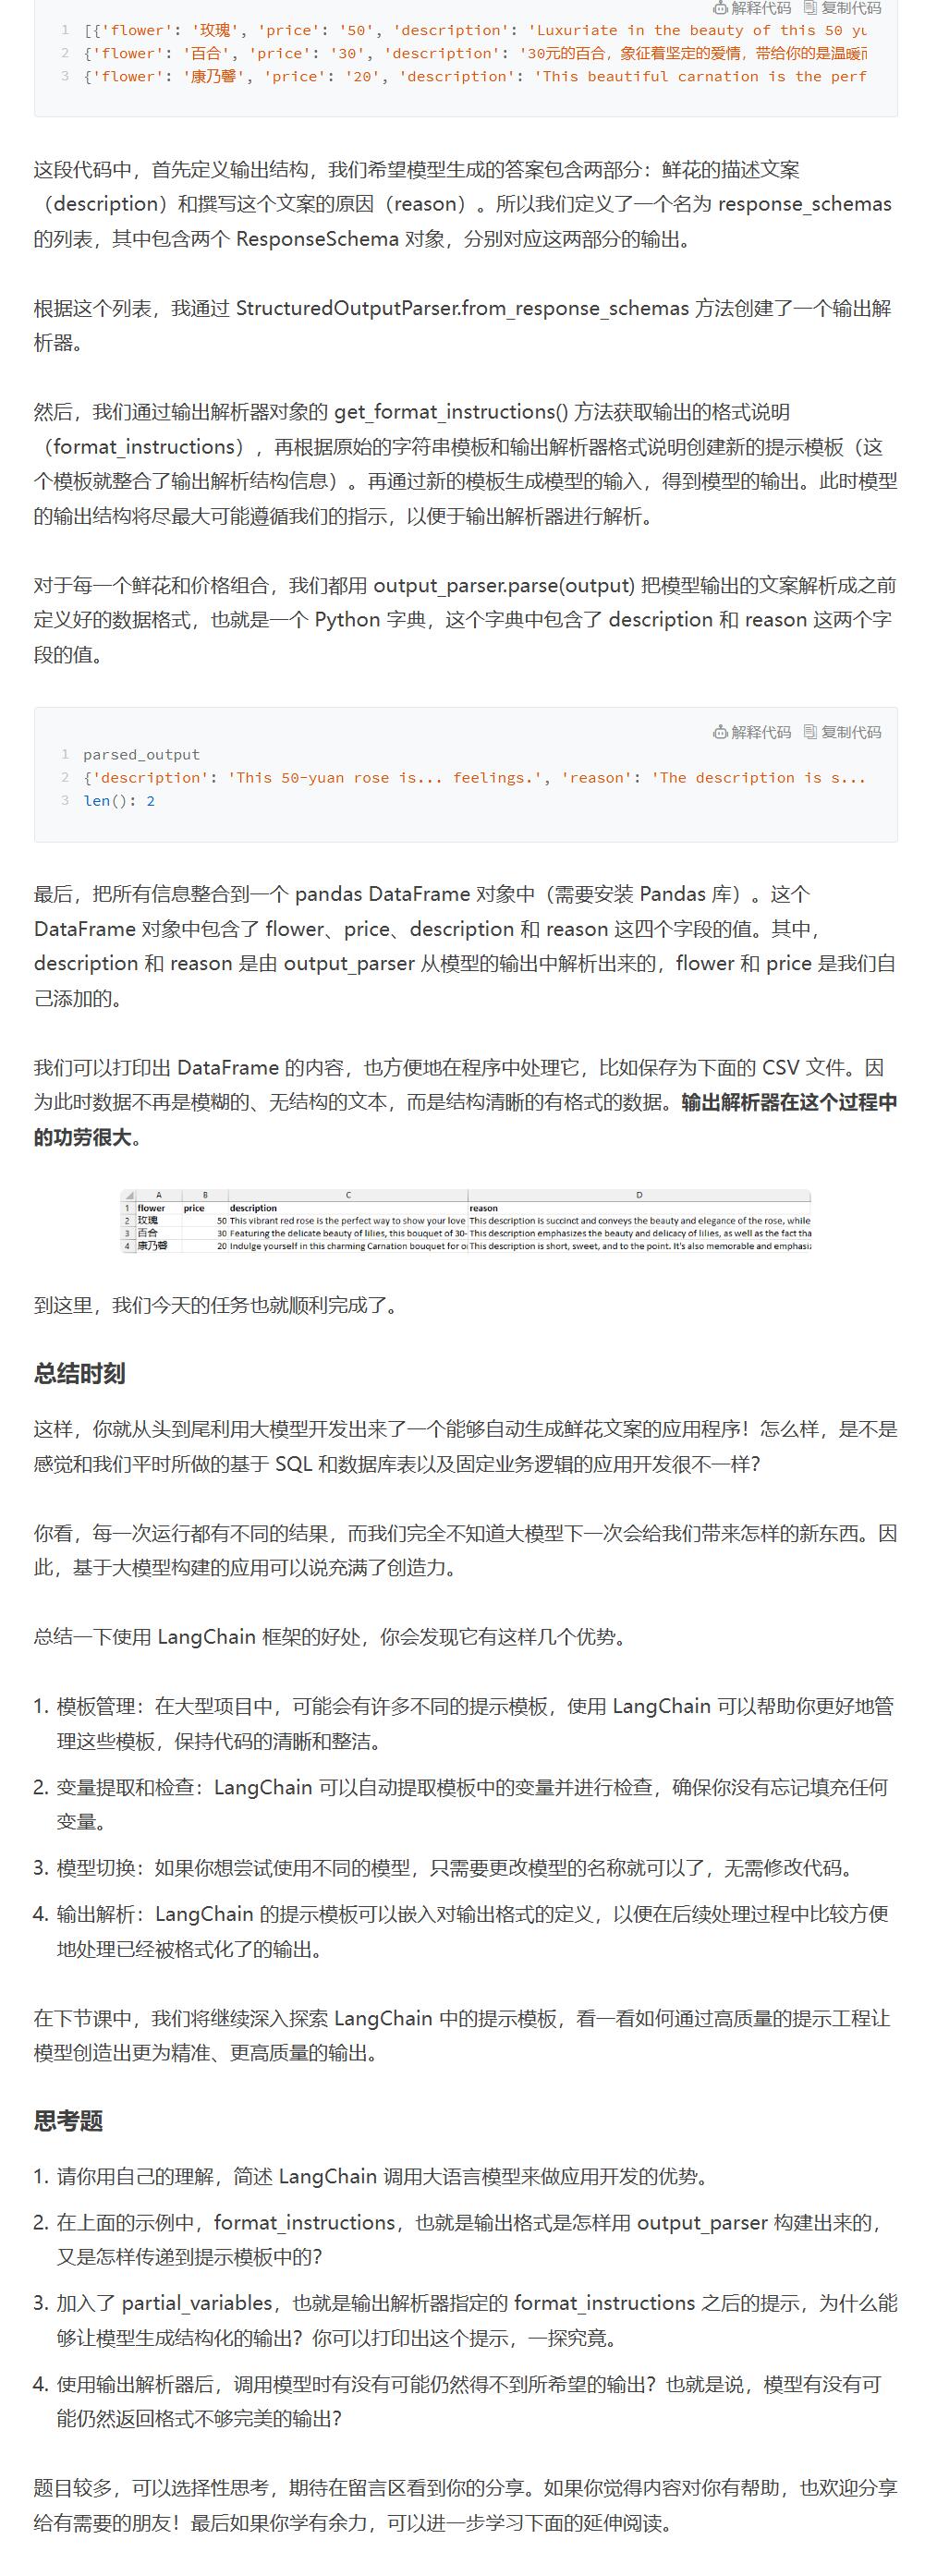 解释代码 复制代码
1 [{'flower': '玫瑰', 'price': '50', 'description': 'Luxuriate in the beauty of this 50 yu
2 {'flower': '百合', 'price': '30', 'description': '30元的百合，象征着坚定的爱情，带给你的是温暖而
3 {'flower': '康乃馨', 'price': '20', 'description': 'This beautiful carnation is the perf
这段代码中，首先定义输出结构，我们希望模型生成的答案包含两部分：鲜花的描述文案
（description）和撰写这个文案的原因（reason）。所以我们定义了一个名为 response_schemas
的列表，其中包含两个 ResponseSchema 对象，分别对应这两部分的输出。
根据这个列表，我通过 StructuredOutputParser.from_response_schemas 方法创建了一个输出解
析器。
然后，我们通过输出解析器对象的 get_format_instructions() 方法获取输出的格式说明
（format_instructions），再根据原始的字符串模板和输出解析器格式说明创建新的提示模板（这
个模板就整合了输出解析结构信息）。再通过新的模板生成模型的输入，得到模型的输出。此时模型
的输出结构将尽最大可能遵循我们的指示，以便于输出解析器进行解析。
对于每一个鲜花和价格组合，我们都用 output_parser.parse(output) 把模型输出的文案解析成之前
定义好的数据格式，也就是一个 Python 字典，这个字典中包含了 description 和 reason 这两个字
段的值。
解释代码 复制代码
1 parsed_output
2 {'description': 'This 50-yuan rose is... feelings.', 'reason': 'The description is s...
3 len(): 2
最后，把所有信息整合到一个 pandas DataFrame 对象中（需要安装 Pandas 库）。这个
DataFrame 对象中包含了 flower、price、description 和 reason 这四个字段的值。其中，
description 和 reason 是由 output_parser 从模型的输出中解析出来的，flower 和 price 是我们自
己添加的。
我们可以打印出 DataFrame 的内容，也方便地在程序中处理它，比如保存为下面的 CSV 文件。因
为此时数据不再是模糊的、无结构的文本，而是结构清晰的有格式的数据。输出解析器在这个过程中
的功劳很大。
A B C D
1 flower price description reason
2 玫瑰 50 This vibrant red rose is the perfect way to show your love This description is succinct and conveys the beauty and elegance of the rose, while
3 百合 30 Featuring the delicate beauty of lilies, this bouquet of 30- This description emphasizes the beauty and delicacy of lilies, as well as the fact tha
4 康乃馨 20 Indulge yourself in this charming Carnation bouquet for o This description is short, sweet, and to the point. It's also memorable and emphasi
到这里，我们今天的任务也就顺利完成了。
总结时刻
这样，你就从头到尾利用大模型开发出来了一个能够自动生成鲜花文案的应用程序！怎么样，是不是
感觉和我们平时所做的基于 SQL 和数据库表以及固定业务逻辑的应用开发很不一样？
你看，每一次运行都有不同的结果，而我们完全不知道大模型下一次会给我们带来怎样的新东西。因
此，基于大模型构建的应用可以说充满了创造力。
总结一下使用 LangChain 框架的好处，你会发现它有这样几个优势。
1. 模板管理：在大型项目中，可能会有许多不同的提示模板，使用 LangChain 可以帮助你更好地管
理这些模板，保持代码的清晰和整洁。
2. 变量提取和检查：LangChain 可以自动提取模板中的变量并进行检查，确保你没有忘记填充任何
变量。
3. 模型切换：如果你想尝试使用不同的模型，只需要更改模型的名称就可以了，无需修改代码。
4. 输出解析：LangChain 的提示模板可以嵌入对输出格式的定义，以便在后续处理过程中比较方便
地处理已经被格式化了的输出。
在下节课中，我们将继续深入探索 LangChain 中的提示模板，看一看如何通过高质量的提示工程让
模型创造出更为精准、更高质量的输出。
思考题
1. 请你用自己的理解，简述 LangChain 调用大语言模型来做应用开发的优势。
2. 在上面的示例中，format_instructions，也就是输出格式是怎样用 output_parser 构建出来的，
又是怎样传递到提示模板中的？
3. 加入了 partial_variables，也就是输出解析器指定的 format_instructions 之后的提示，为什么能
够让模型生成结构化的输出？你可以打印出这个提示，一探究竟。
4. 使用输出解析器后，调用模型时有没有可能仍然得不到所希望的输出？也就是说，模型有没有可
能仍然返回格式不够完美的输出？
题目较多，可以选择性思考，期待在留言区看到你的分享。如果你觉得内容对你有帮助，也欢迎分享
给有需要的朋友！最后如果你学有余力，可以进一步学习下面的延伸阅读。